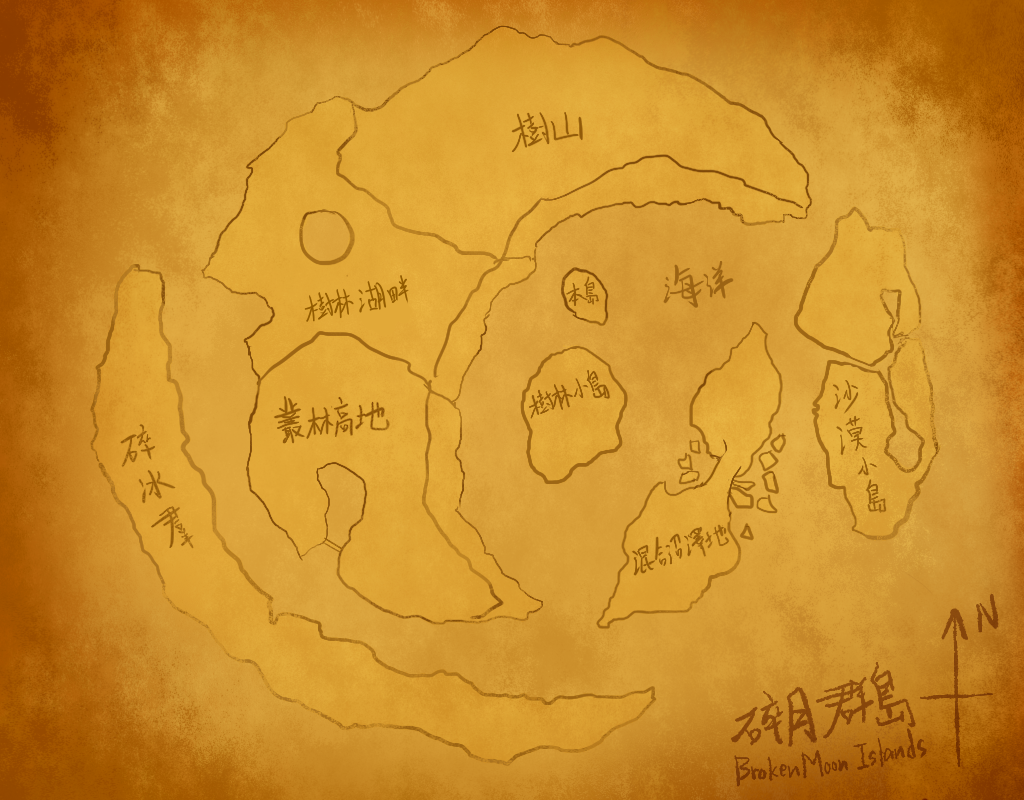 樹山
海洋
樹林湖畔
本島
樹林小島
叢林高地
沙漠小島
碎冰群
混合沼澤地
N
碎月群島
BrokenMoon Islands